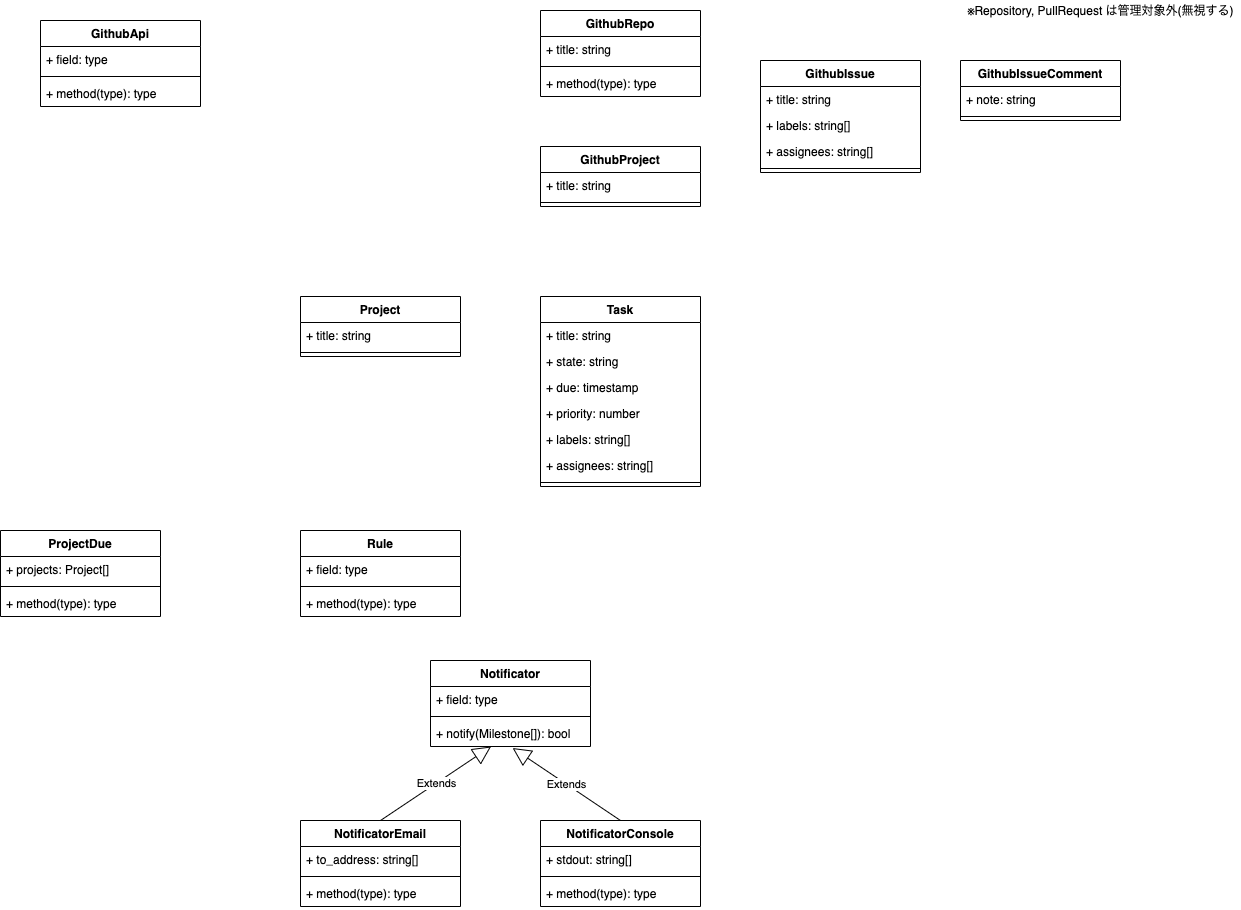 ※Repository, PullRequest は管理対象外(無視する)
GithubApi
+ field: type
+ method(type): type
GithubRepo
+ title: string
+ method(type): type
GithubIssue
+ title: string
+ labels: string[]
+ assignees: string[]
GithubIssueComment
+ note: string
GithubProject
+ title: string
Project
+ title: string
Task
+ title: string
+ state: string
+ due: timestamp
+ priority: number
+ labels: string[]
+ assignees: string[]
ProjectDue
+ projects: Project[]
+ method(type): type
Rule
+ field: type
+ method(type): type
Notificator
+ field: type
+ notify(Milestone[]): bool
Extends
Extends
NotificatorEmail
+ to_address: string[]
+ method(type): type
NotificatorConsole
+ stdout: string[]
+ method(type): type